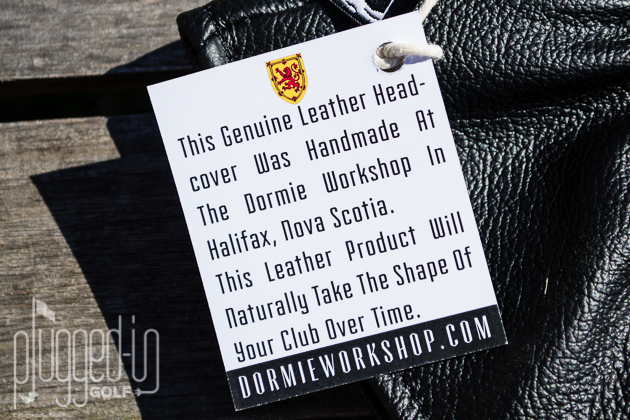 This Genuine Leather Head-
cover Was Handmade At
The Dormie Workshop In
Halifax, Nova Scotia.
This Leather Product Will
Naturally Take The Shape Of
Your Club Over Time.
DORMIEWORKSHOP.COM
plugged-in
GOLF